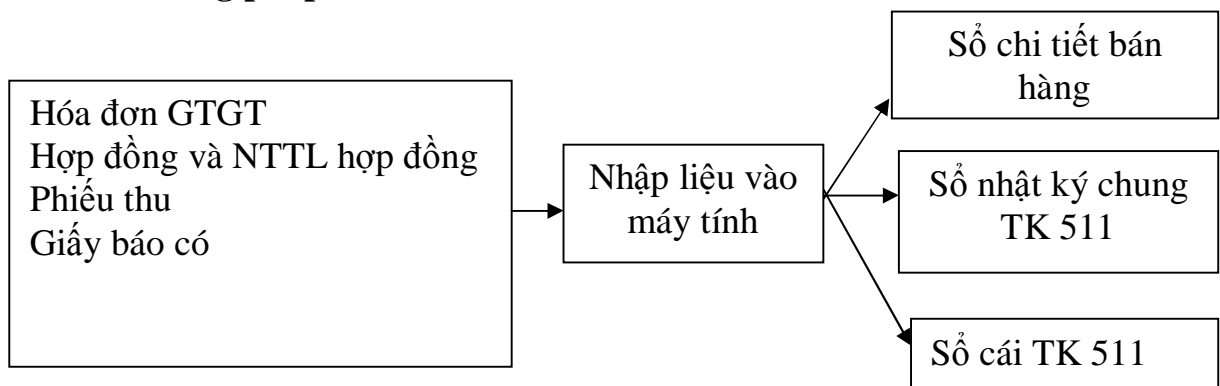 Hóa đơn GTGT
Hợp đồng và NTTL hợp đồng
Phiếu thu
Giấy báo có
Nhập liệu vào
máy tính
Sổ chi tiết bán
hàng
Sổ nhật ký chung
TK 511
Sổ cái TK 511